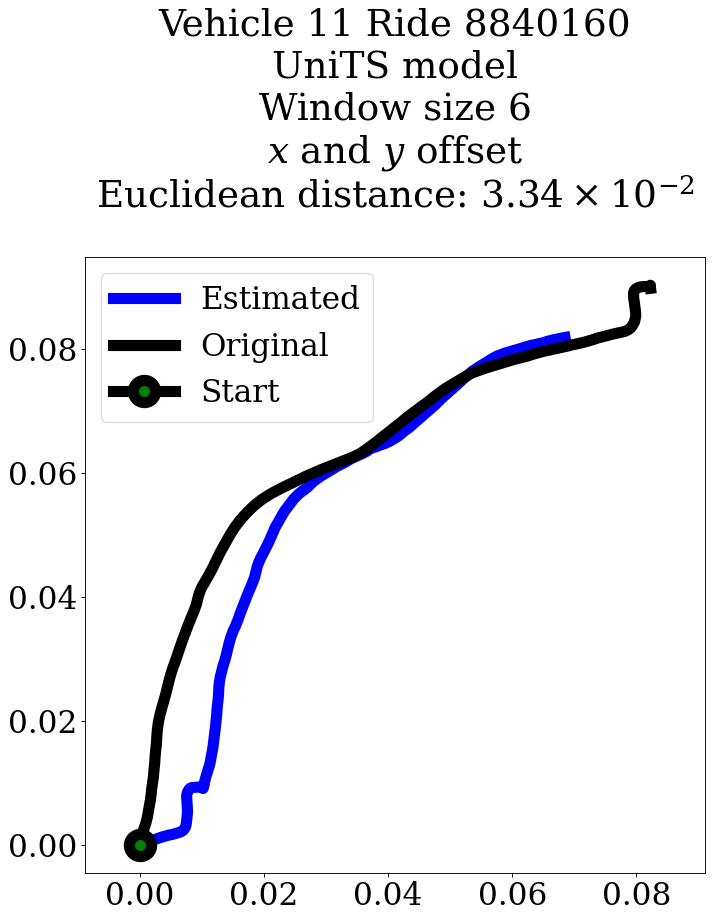 Vehicle 11 Ride 8840160
UniTS model
Window size 6
x and y offset
Euclidean distance: 3.34 × 10⁻²
Estimated
Original
Start
0.08
0.06
0.04
0.02
0.00
0.00 0.02 0.04 0.06 0.08